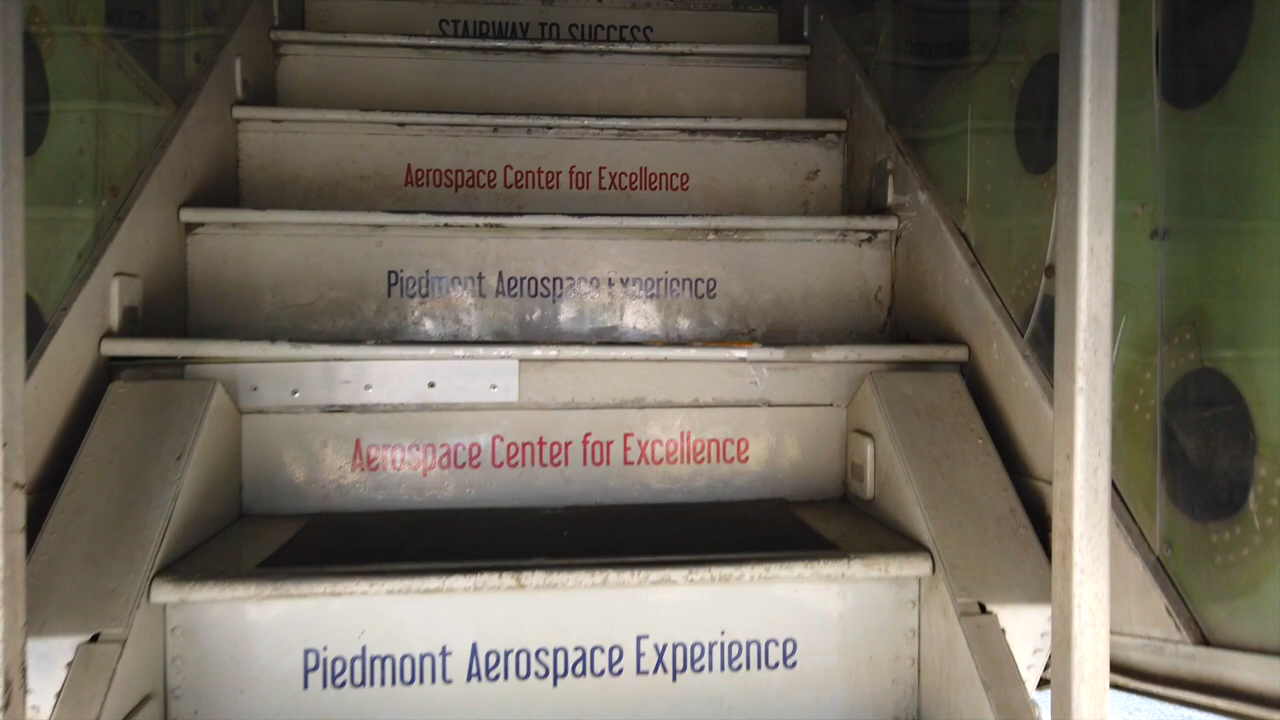 STAIRWAY TO SUCCESS
Aerospace Center for Excellence
Piedmont Aerospace Experience
Aerospace Center for Excellence
Piedmont Aerospace Experience